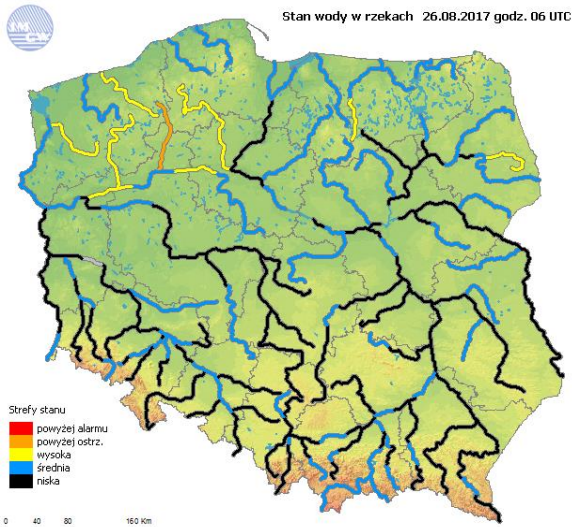 IMGW
Stan wody w rzekach 26.08.2017 godz. 06 UTC
Strefy stanu
powyżej alarmu
powyżej ostrz.
wysoka
średnia
niska
0 40 80 160 Km